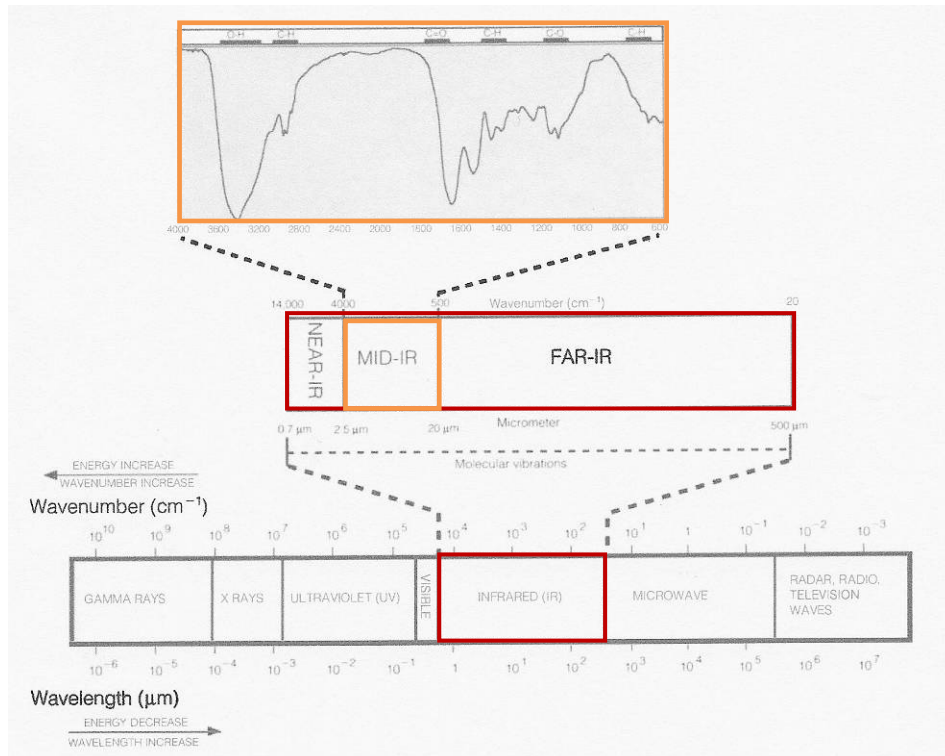 O-H C-H C=O C-H C-O C-H
4000 3600 3200 2800 2400 2000 1600 1400 1200 1000 800 600
14,000 4000 500 Wavenumber (cm⁻¹) 20
NEAR-IR MID-IR FAR-IR
0.7 μm 2.5 μm 20 μm Micrometer 500 μm
Molecular vibrations
ENERGY INCREASE
WAVENUMBER INCREASE
Wavenumber (cm⁻¹)
10¹⁰ 10⁹ 10⁸ 10⁷ 10⁶ 10⁵ 10⁴ 10³ 10² 10¹ 1 10⁻¹ 10⁻² 10⁻³
GAMMA RAYS X RAYS ULTRAVIOLET (UV) VISIBLE INFRARED (IR) MICROWAVE RADAR, RADIO,
TELEVISION
WAVES
10⁻⁶ 10⁻⁵ 10⁻⁴ 10⁻³ 10⁻² 10⁻¹ 1 10¹ 10² 10³ 10⁴ 10⁵ 10⁶ 10⁷
Wavelength (μm)
ENERGY DECREASE
WAVELENGTH INCREASE